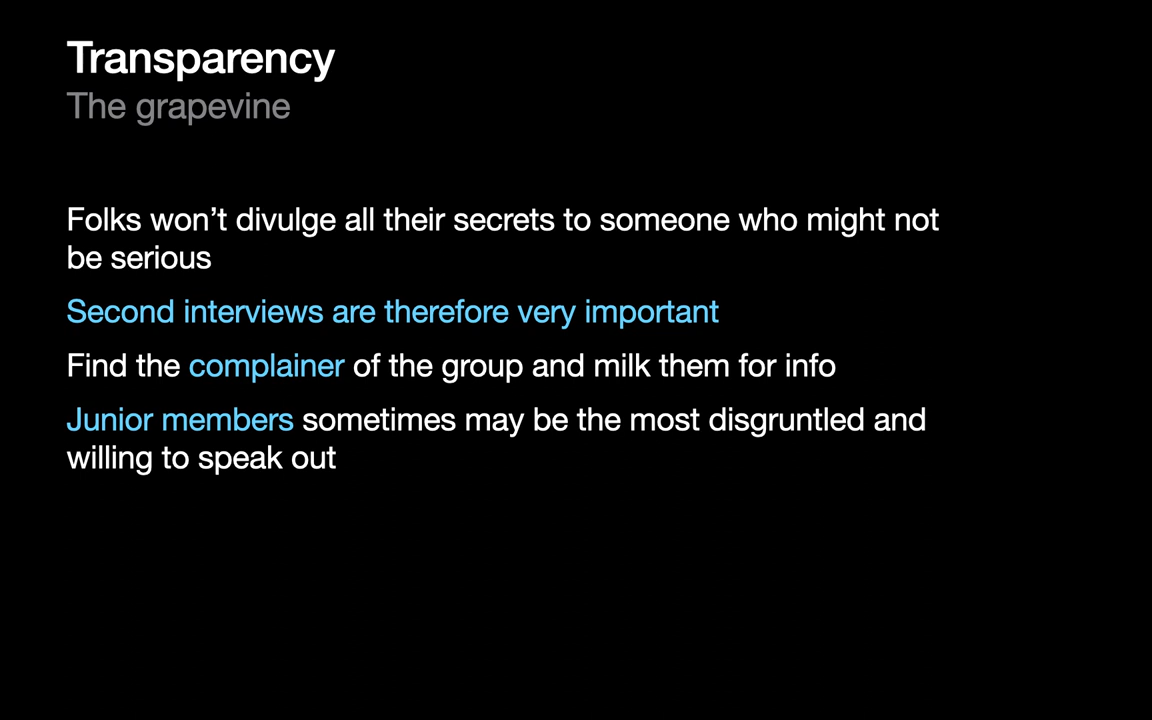 Transparency
The grapevine
Folks won’t divulge all their secrets to someone who might not
be serious
Second interviews are therefore very important
Find the complainer of the group and milk them for info
Junior members sometimes may be the most disgruntled and
willing to speak out